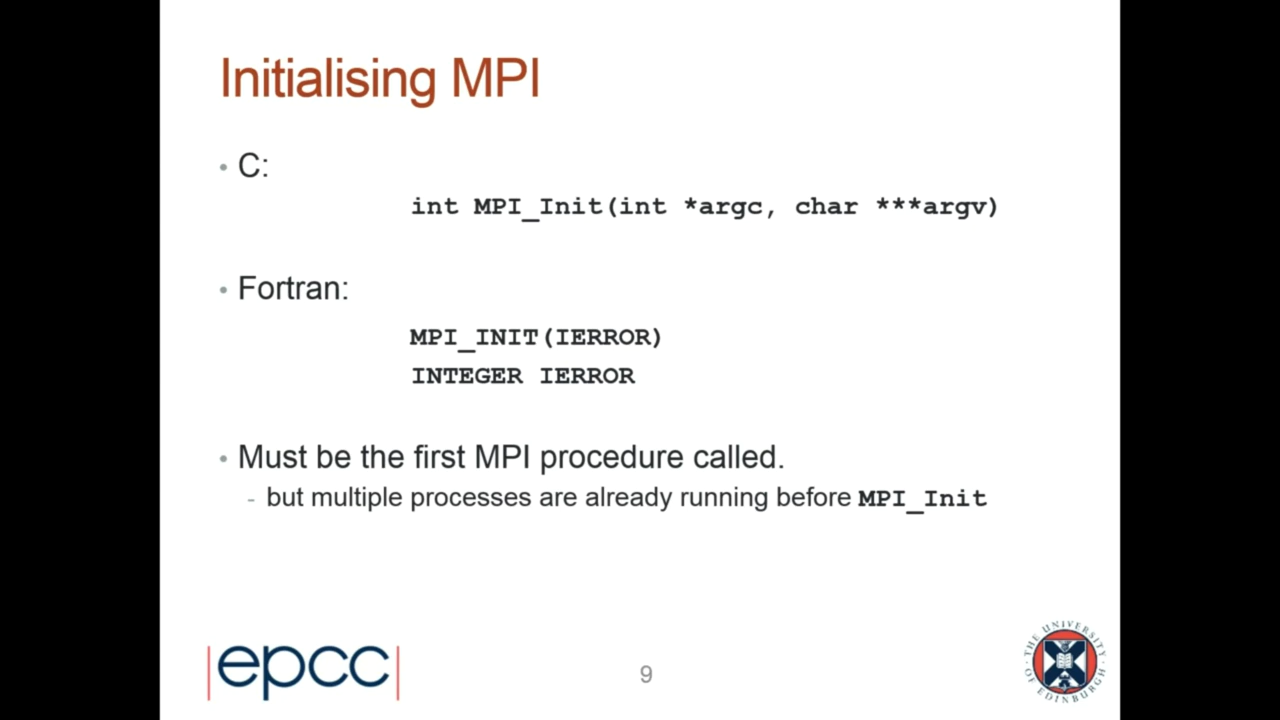 Initialising MPI
• C:
int MPI_Init(int *argc, char ***argv)
• Fortran:
MPI_INIT(IERROR)
INTEGER IERROR
• Must be the first MPI procedure called.
- but multiple processes are already running before MPI_Init
epcc
9
THE UNIVERSITY OF EDINBURGH